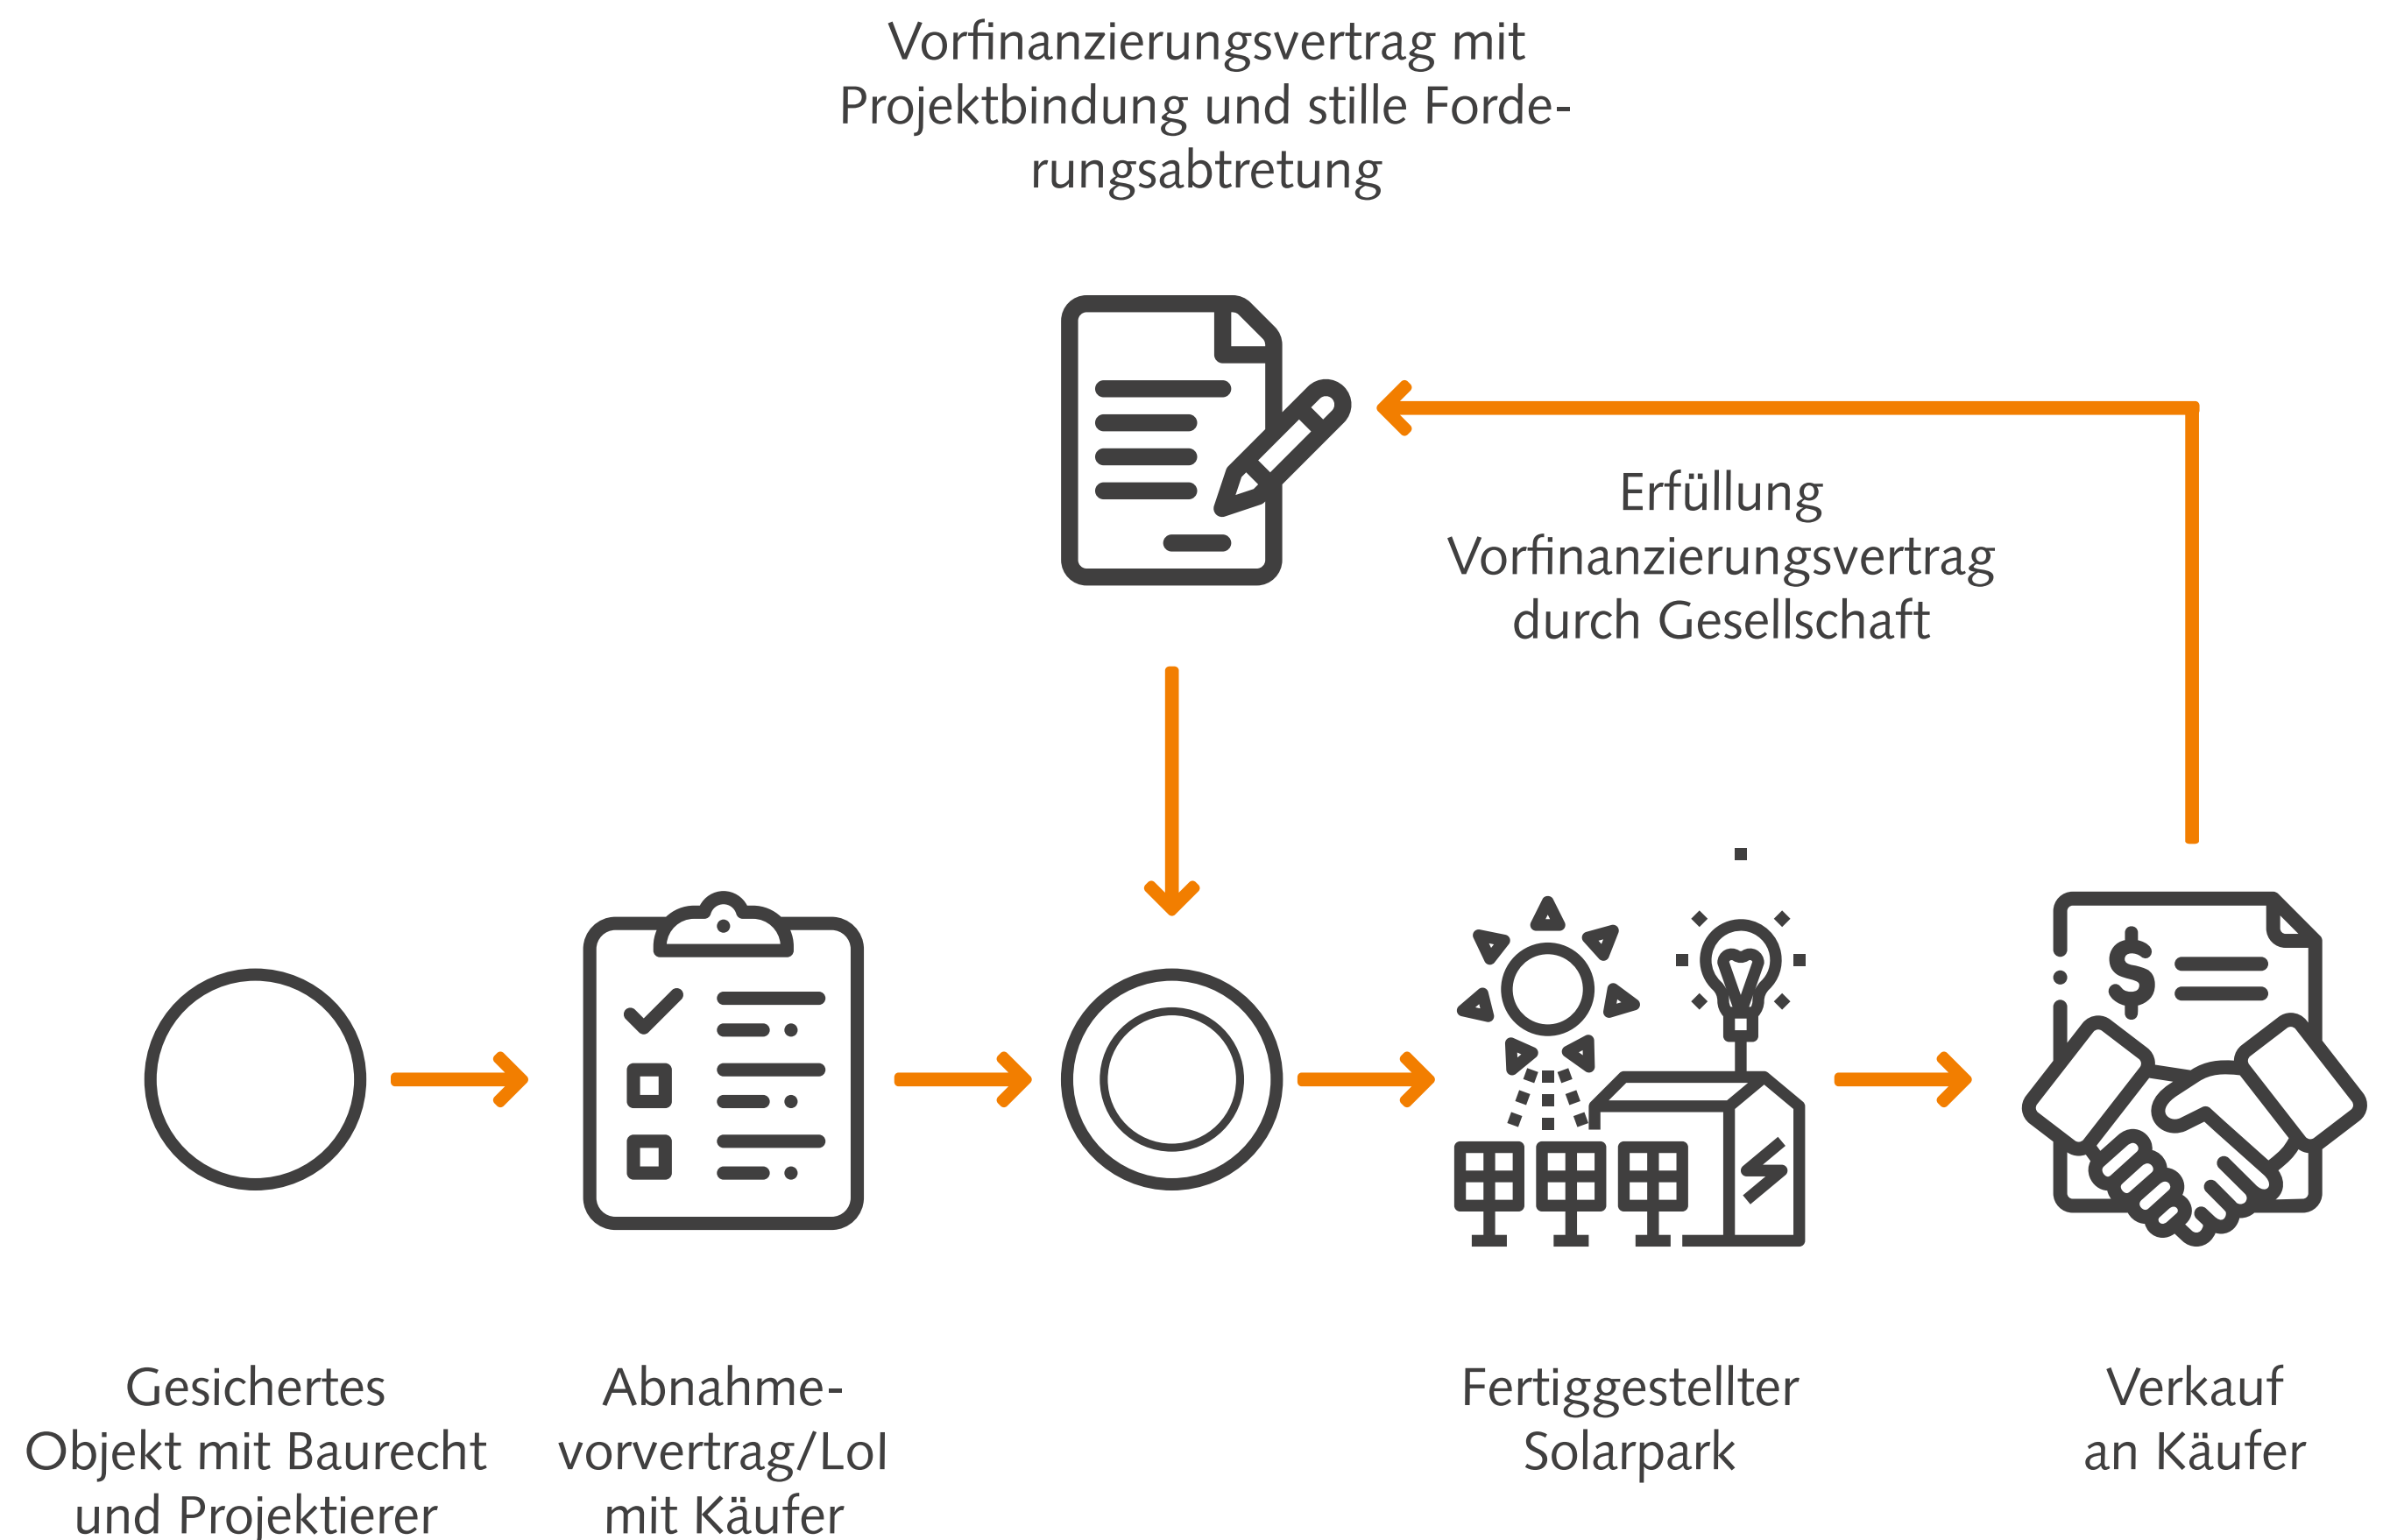 Vorfinanzierungsvertrag mit
Projektbindung und stille Forde-
rungsabtretung
Erfüllung
Vorfinanzierungsvertrag
durch Gesellschaft
Gesichertes
Objekt mit Baurecht
und Projektierer
Abnahme-
vorvertrag/LoI
mit Käufer
Fertiggestellter
Solarpark
Verkauf
an Käufer
$